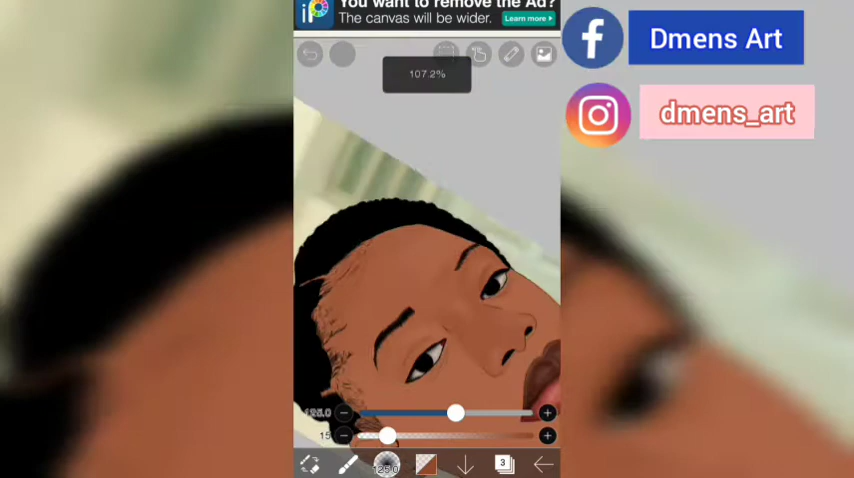 You want to remove the Ad?
The canvas will be wider.
Learn more
107.2%
Dmens Art
dmens_art
125.0
15
125.0
3